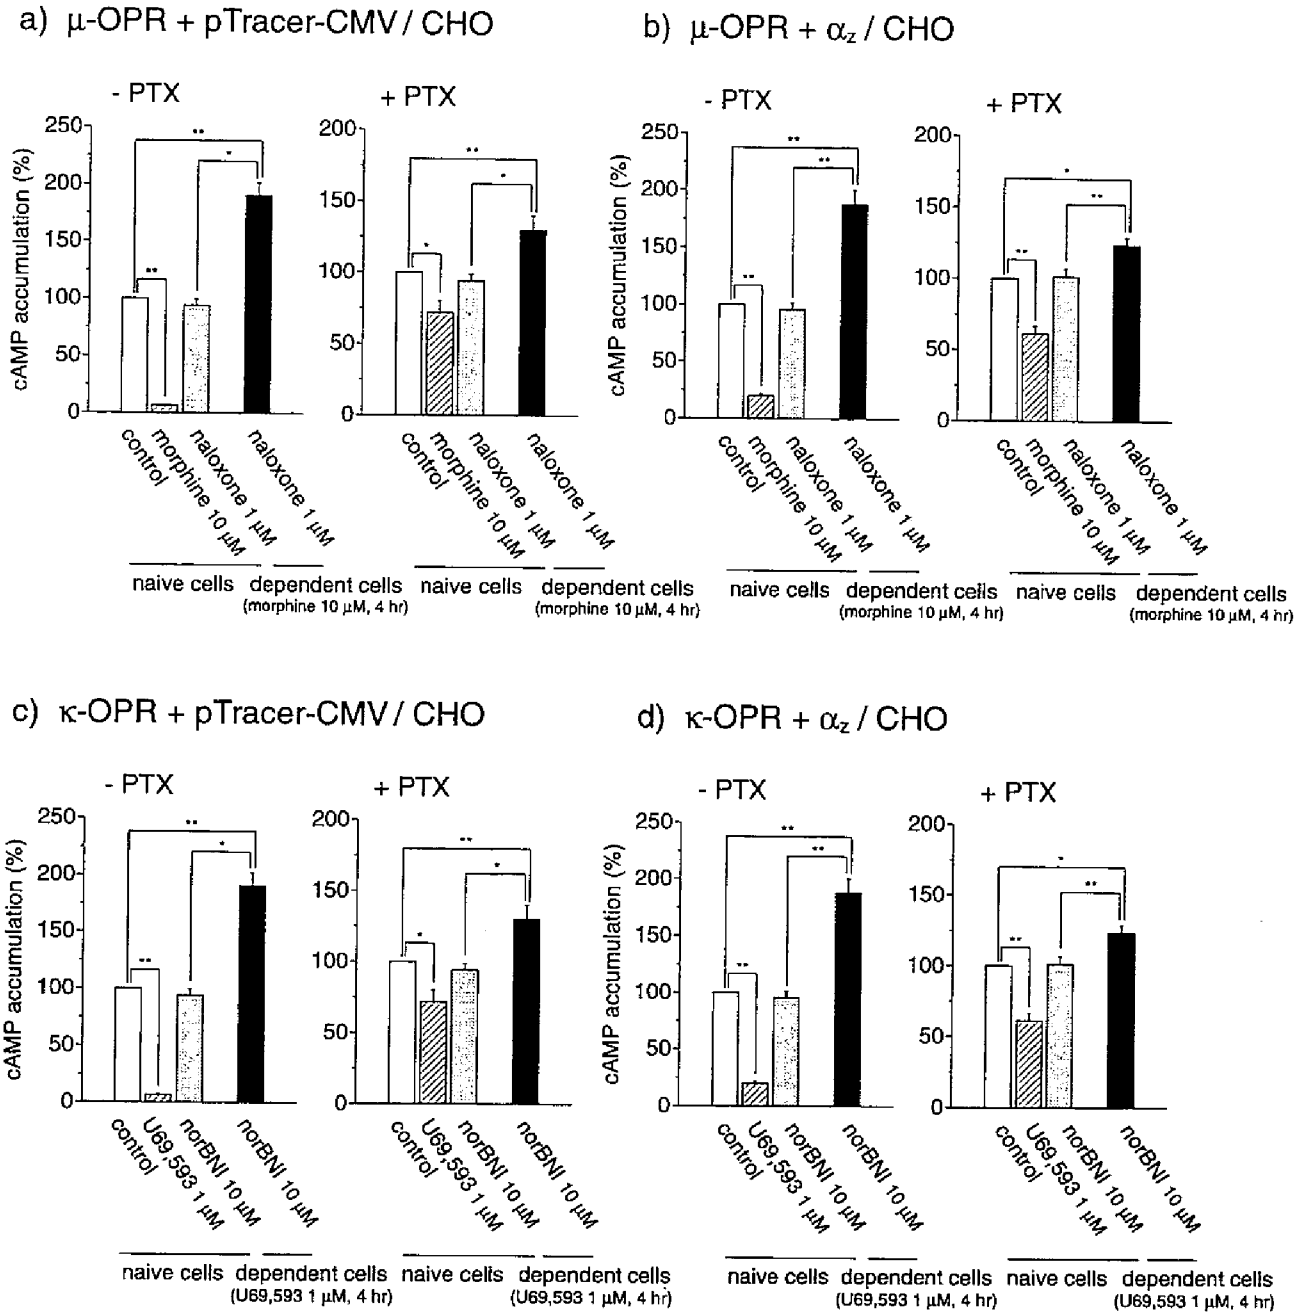 a) μ-OPR + pTracer-CMV / CHO
- PTX
+ PTX
cAMP accumulation (%)
250
200
150
100
50
0
**
*
**
control
morphine 10 μM
naloxone 1 μM
naloxone 1 μM
naive cells
dependent cells
(morphine 10 μM, 4 hr)
200
150
100
50
0
**
*
*
control
morphine 10 μM
naloxone 1 μM
naloxone 1 μM
naive cells
dependent cells
(morphine 10 μM, 4 hr)
b) μ-OPR + αz / CHO
- PTX
+ PTX
cAMP accumulation (%)
250
200
150
100
50
0
**
**
**
control
morphine 10 μM
naloxone 1 μM
naloxone 1 μM
naive cells
dependent cells
(morphine 10 μM, 4 hr)
200
150
100
50
0
*
**
**
control
morphine 10 μM
naloxone 1 μM
naloxone 1 μM
naive cells
dependent cells
(morphine 10 μM, 4 hr)
c) κ-OPR + pTracer-CMV / CHO
- PTX
+ PTX
cAMP accumulation (%)
250
200
150
100
50
0
**
*
**
control
U69,593 1 μM
norBNI 10 μM
norBNI 10 μM
naive cells
dependent cells
(U69,593 1 μM, 4 hr)
200
150
100
50
0
**
*
*
control
U69,593 1 μM
norBNI 10 μM
norBNI 10 μM
naive cells
dependent cells
(U69,593 1 μM, 4 hr)
d) κ-OPR + αz / CHO
- PTX
+ PTX
cAMP accumulation (%)
250
200
150
100
50
0
**
**
**
control
U69,593 1 μM
norBNI 10 μM
norBNI 10 μM
naive cells
dependent cells
(U69,593 1 μM, 4 hr)
200
150
100
50
0
*
**
**
control
U69,593 1 μM
norBNI 10 μM
norBNI 10 μM
naive cells
dependent cells
(U69,593 1 μM, 4 hr)